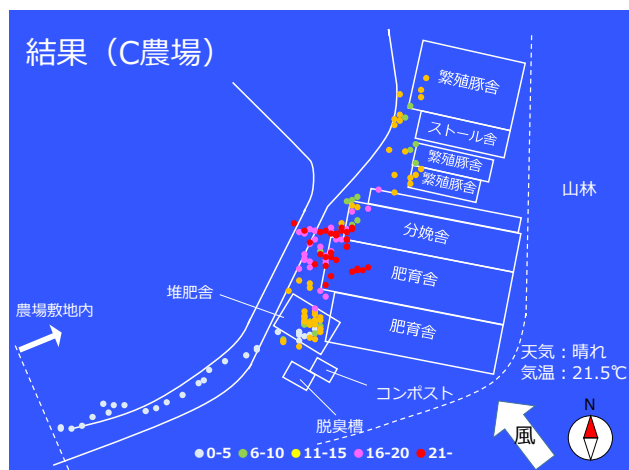 結果（C農場）
繁殖豚舎
ストール舎
繁殖豚舎
繁殖豚舎
山林
分娩舎
肥育舎
堆肥舎
農場敷地内
肥育舎
天気：晴れ
気温：21.5℃
コンポスト
脱臭槽
風
N
0-5 6-10 11-15 16-20 21-